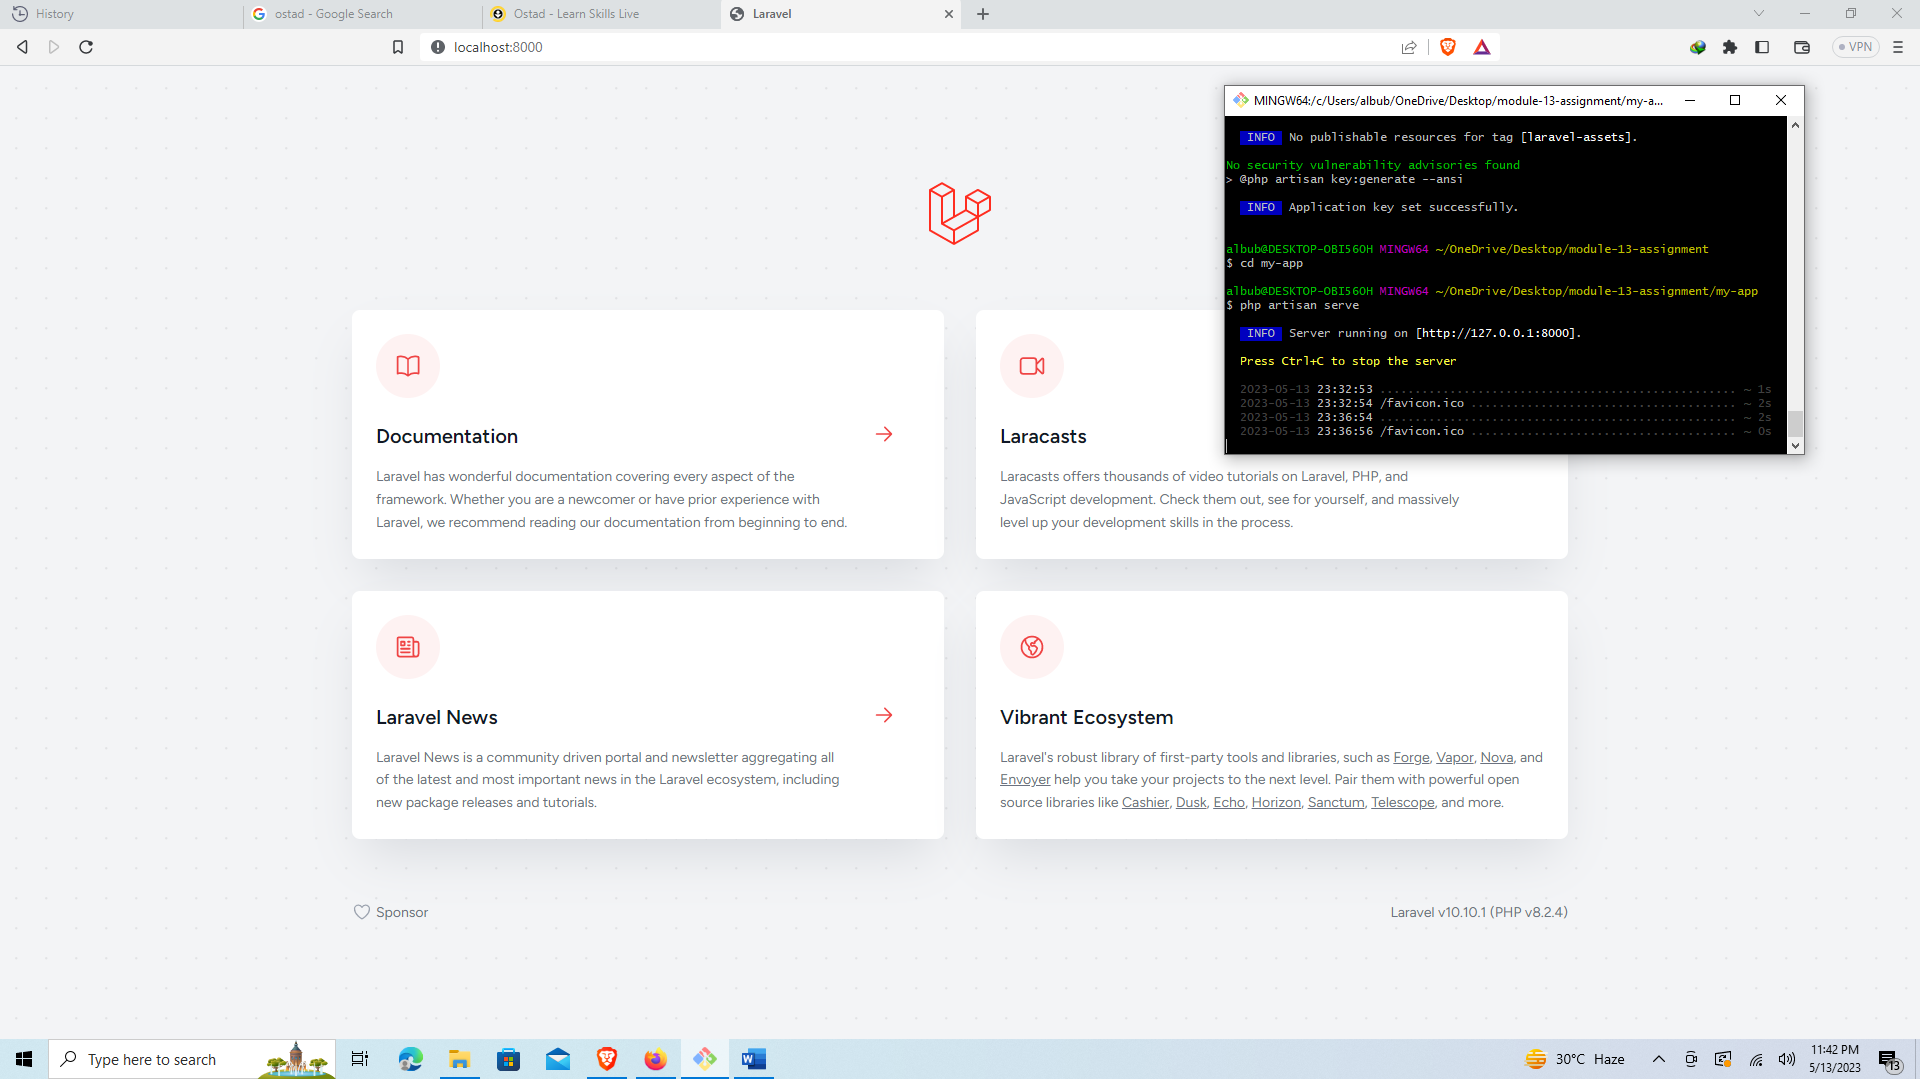 History
ostad - Google Search
Ostad - Learn Skills Live
Laravel
localhost:8000
VPN
MINGW64:/c/Users/albub/OneDrive/Desktop/module-13-assignment/my-a...
INFO No publishable resources for tag [laravel-assets].
No security vulnerability advisories found
> @php artisan key:generate --ansi
INFO Application key set successfully.
albub@DESKTOP-OBI56OH MINGW64 ~/OneDrive/Desktop/module-13-assignment
$ cd my-app
albub@DESKTOP-OBI56OH MINGW64 ~/OneDrive/Desktop/module-13-assignment/my-app
$ php artisan serve
INFO Server running on [http://127.0.0.1:8000].
Press Ctrl+C to stop the server
2023-05-13 23:32:53 ................................................... ~ 1s
2023-05-13 23:32:54 /favicon.ico ...................................... ~ 2s
2023-05-13 23:36:54 ................................................... ~ 2s
2023-05-13 23:36:56 /favicon.ico ...................................... ~ 0s
Documentation
Laravel has wonderful documentation covering every aspect of the
framework. Whether you are a newcomer or have prior experience with
Laravel, we recommend reading our documentation from beginning to end.
Laracasts
Laracasts offers thousands of video tutorials on Laravel, PHP, and
JavaScript development. Check them out, see for yourself, and massively
level up your development skills in the process.
Laravel News
Laravel News is a community driven portal and newsletter aggregating all
of the latest and most important news in the Laravel ecosystem, including
new package releases and tutorials.
Vibrant Ecosystem
Laravel's robust library of first-party tools and libraries, such as Forge, Vapor, Nova, and
Envoyer help you take your projects to the next level. Pair them with powerful open
source libraries like Cashier, Dusk, Echo, Horizon, Sanctum, Telescope, and more.
Sponsor
Laravel v10.10.1 (PHP v8.2.4)
Type here to search
30°C Haze
11:42 PM
5/13/2023
13